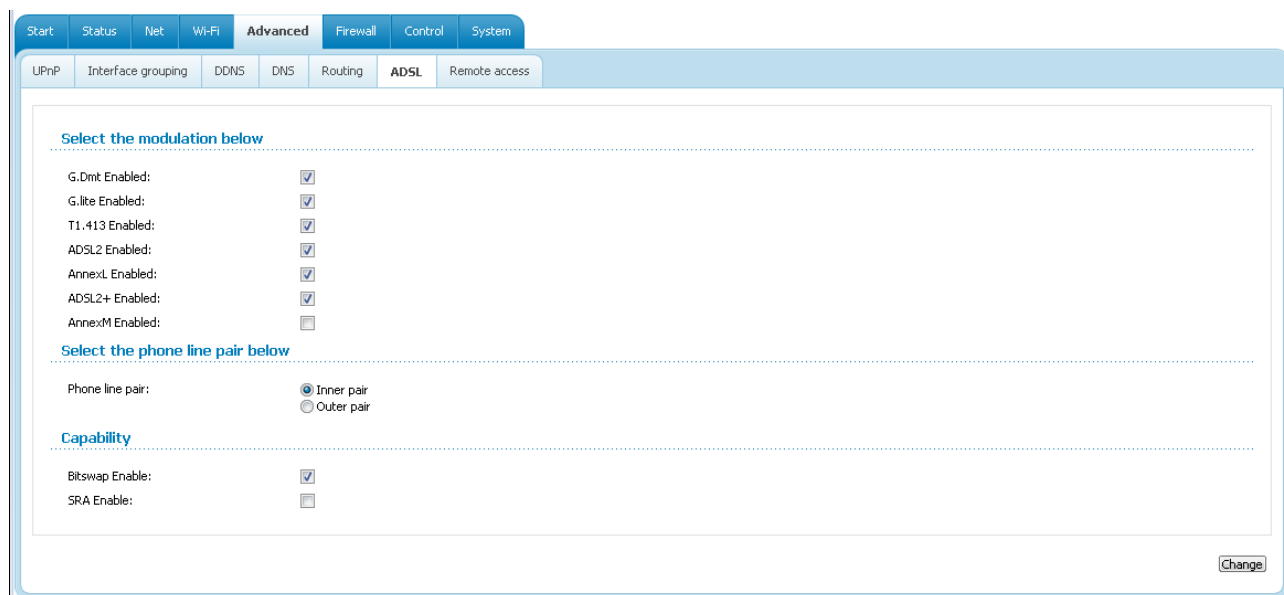 Start Status Net Wi-Fi Advanced Firewall Control System
UPnP Interface grouping DDNS DNS Routing ADSL Remote access
Select the modulation below
G.Dmt Enabled:
G.lite Enabled:
T1.413 Enabled:
ADSL2 Enabled:
AnnexL Enabled:
ADSL2+ Enabled:
AnnexM Enabled:
Select the phone line pair below
Phone line pair: Inner pair
Outer pair
Capability
Bitswap Enable:
SRA Enable:
Change